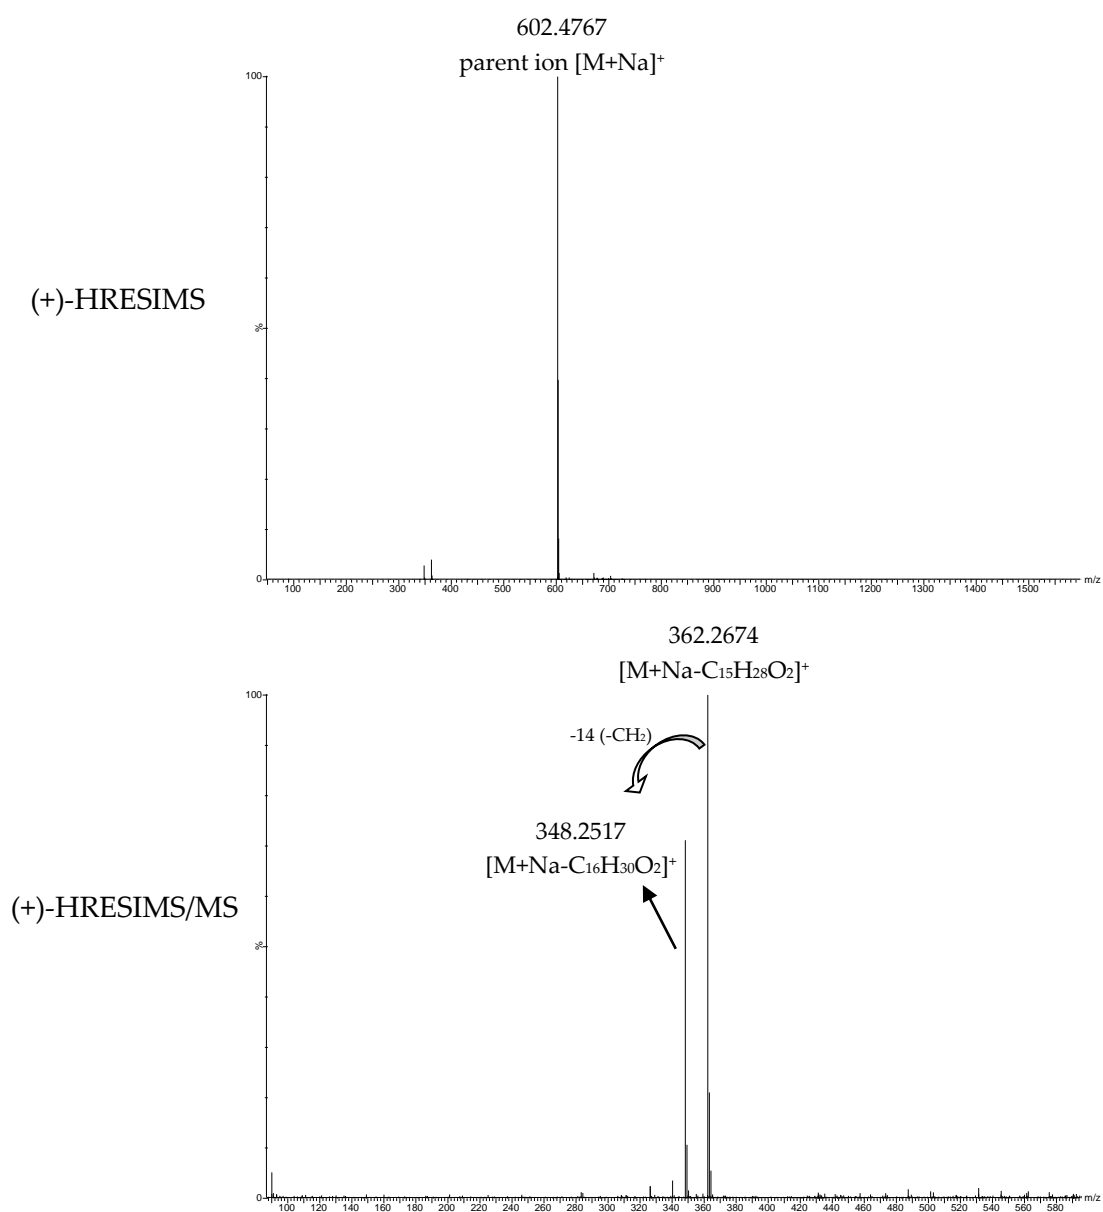 602.4767
parent ion [M+Na]⁺
100
(+)-HRESIMS
%
0
100 200 300 400 500 600 700 800 900 1000 1100 1200 1300 1400 1500 m/z
362.2674
[M+Na-C₁₅H₂₈O₂]⁺
100
-14 (-CH₂)
348.2517
[M+Na-C₁₆H₃₀O₂]⁺
(+)-HRESIMS/MS
%
0
100 120 140 160 180 200 220 240 260 280 300 320 340 360 380 400 420 440 460 480 500 520 540 560 580 m/z